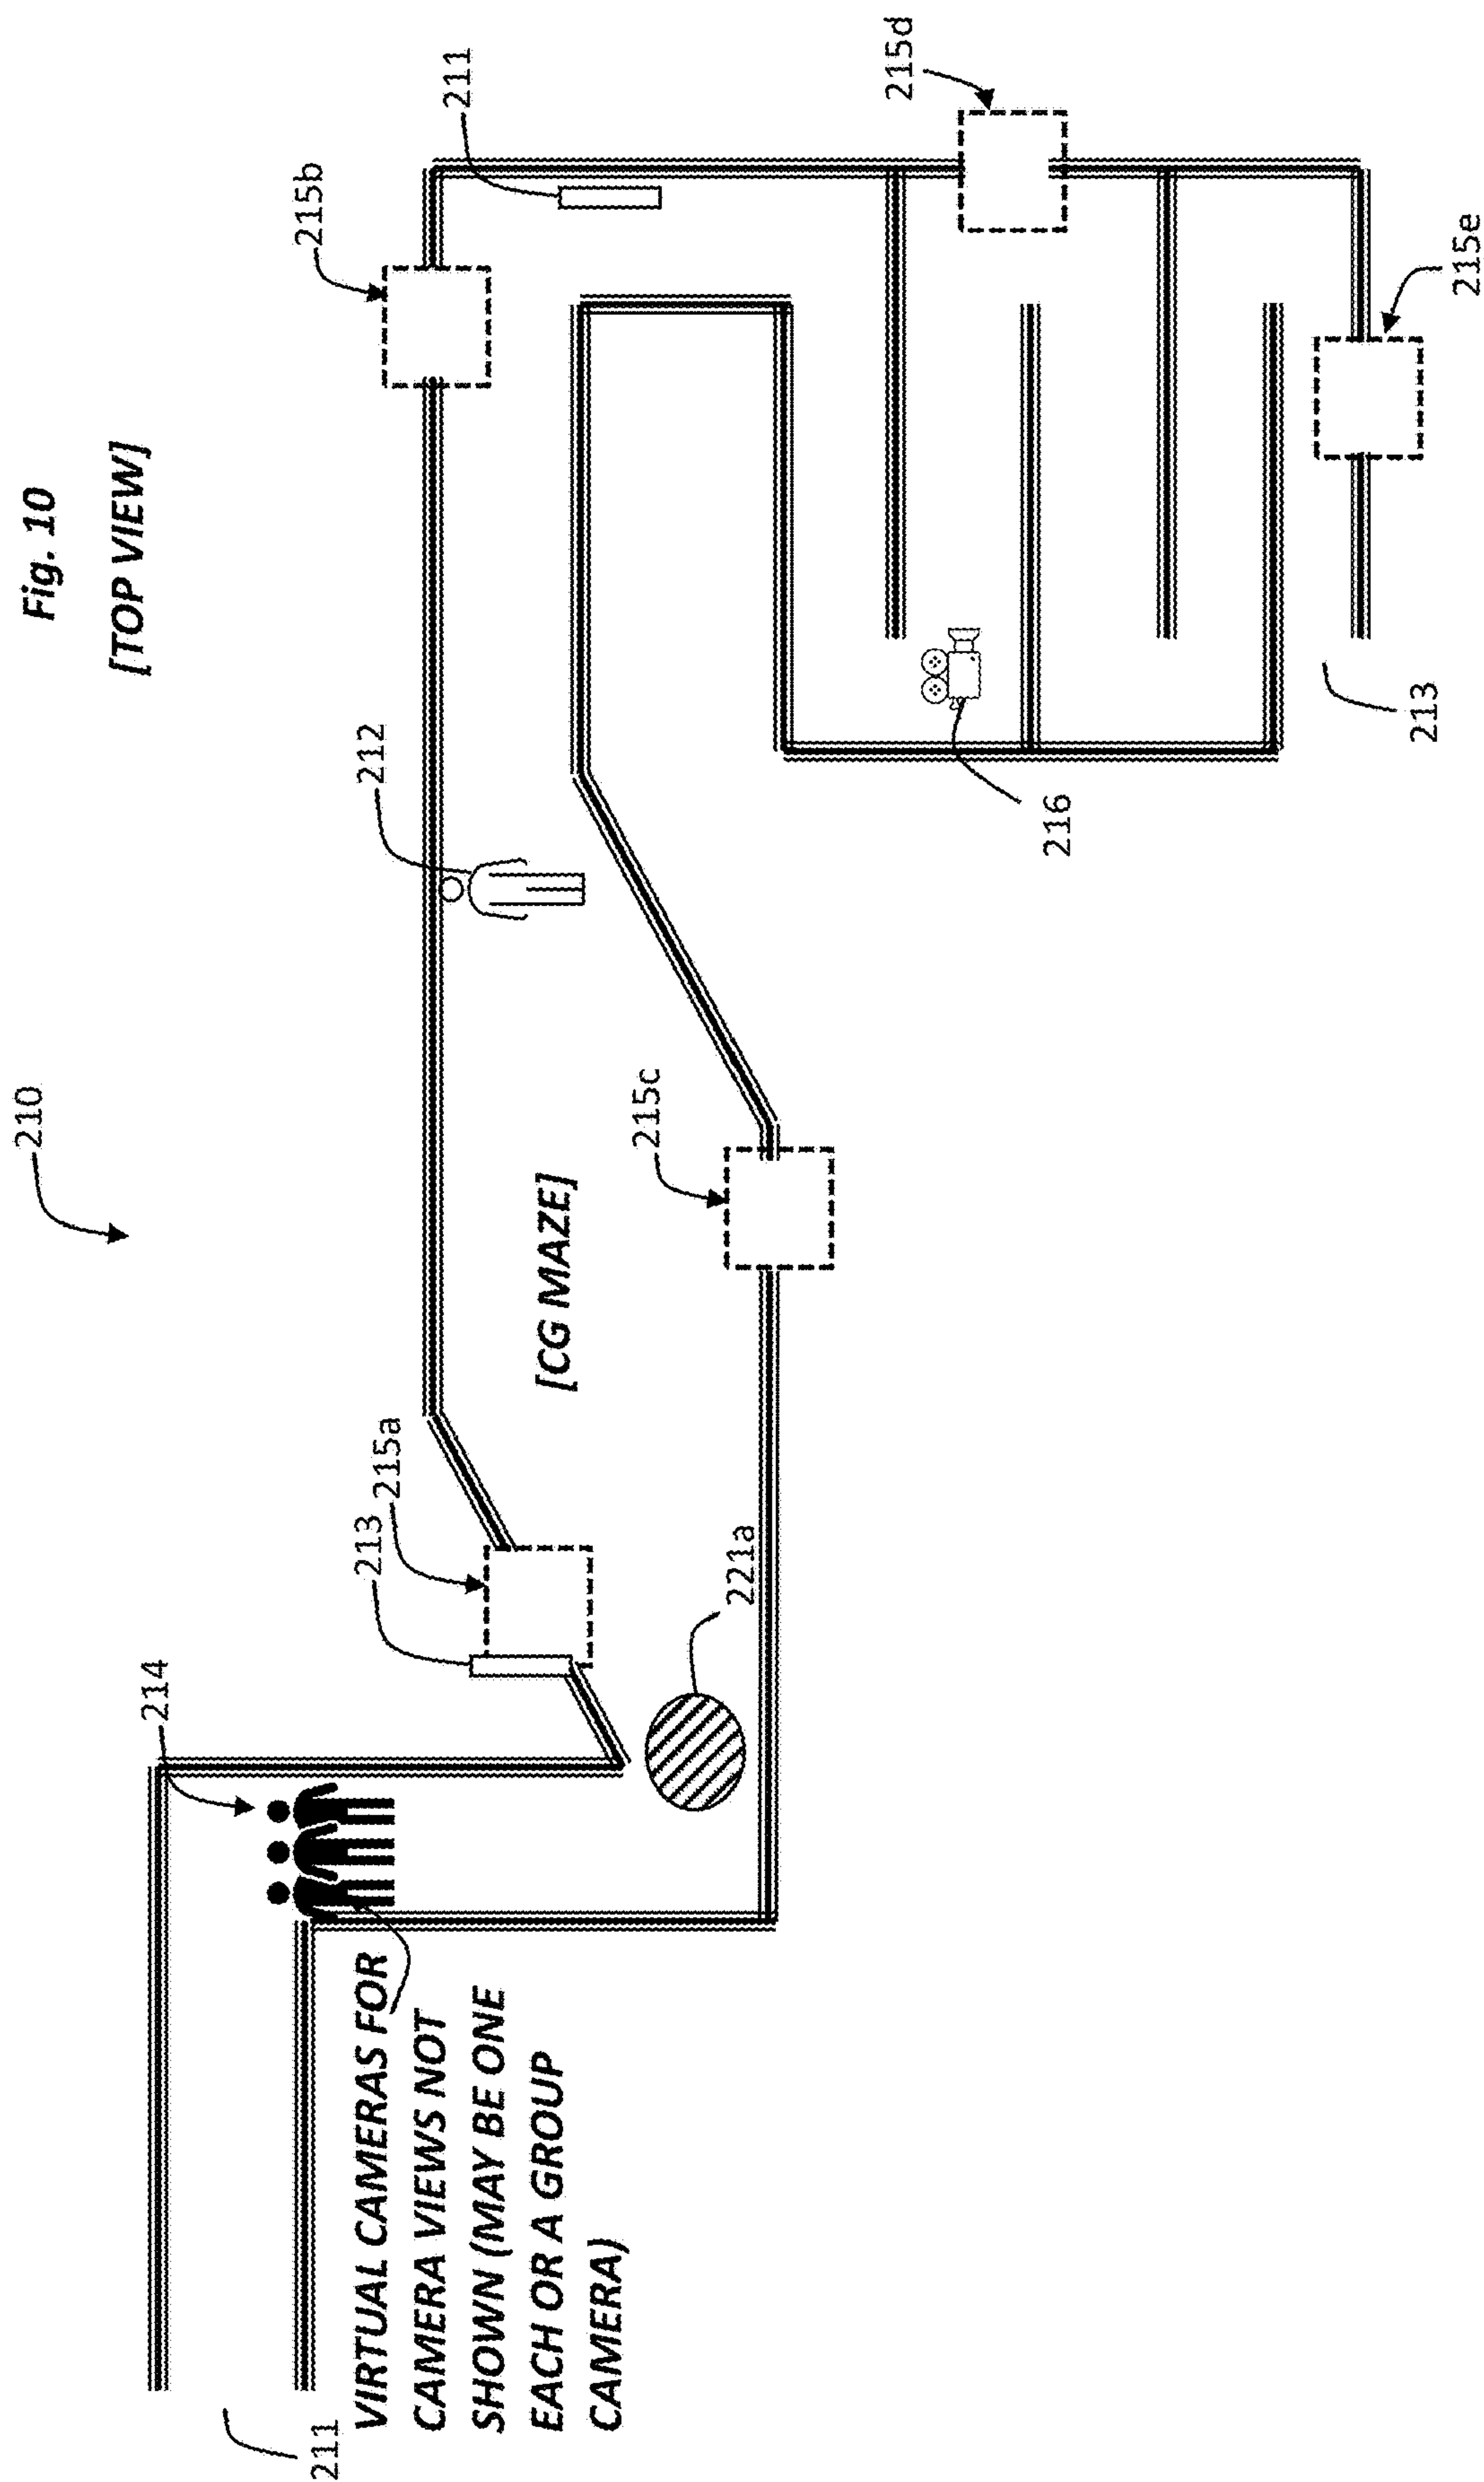 Fig. 10
[TOP VIEW]
210
214
211
VIRTUAL CAMERAS FOR
CAMERA VIEWS NOT
SHOWN (MAY BE ONE
EACH OR A GROUP
CAMERA)
213
215a
221a
[CG MAZE]
215c
212
215b
211
216
213
215d
215e